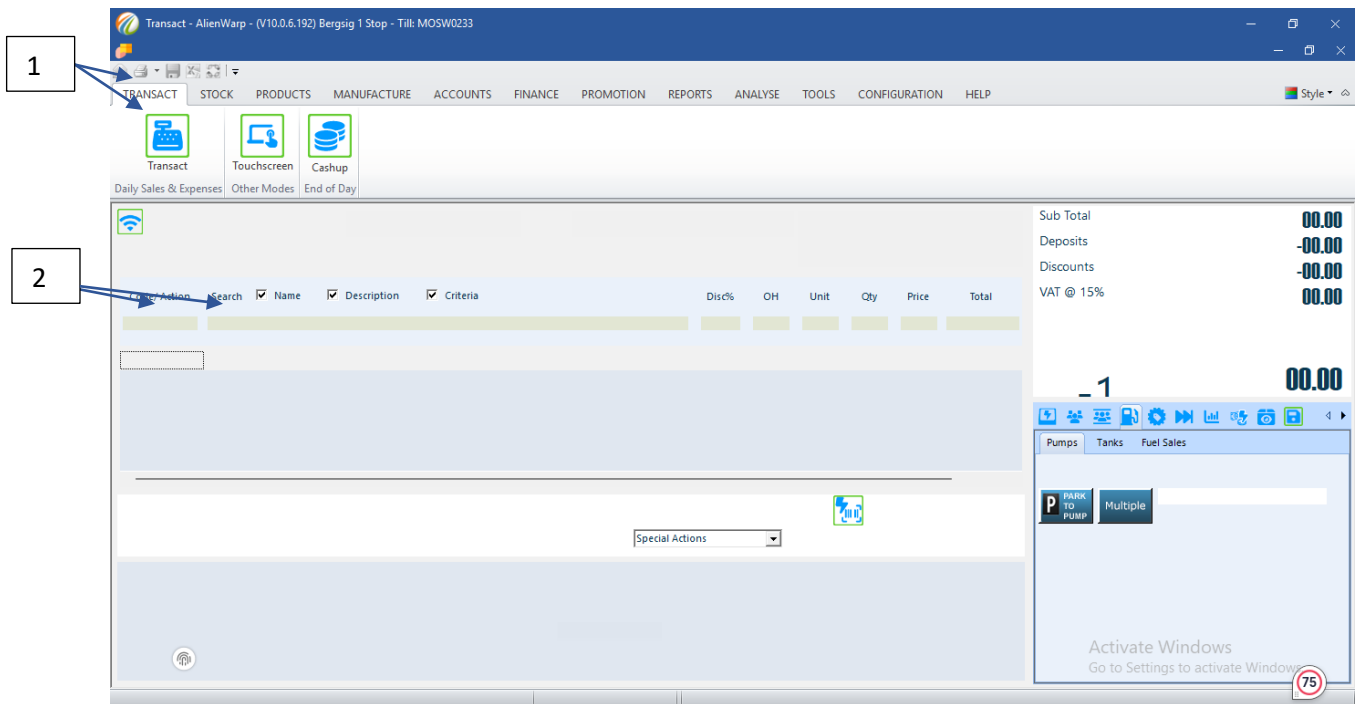 Transact - AlienWarp - (V10.0.6.192) Bergsig 1 Stop - Till: MOSW0233
1
TRANSACT STOCK PRODUCTS MANUFACTURE ACCOUNTS FINANCE PROMOTION REPORTS ANALYSE TOOLS CONFIGURATION HELP Style
Transact Touchscreen Cashup
Daily Sales & Expenses Other Modes End of Day
Sub Total 00.00
Deposits -00.00
Discounts -00.00
VAT @ 15% 00.00
2
Code/Action Search Name Description Criteria Disc% OH Unit Qty Price Total
-1 00.00
Pumps Tanks Fuel Sales
P PARK TO PUMP Multiple
Special Actions
Activate Windows
Go to Settings to activate Windows.
75